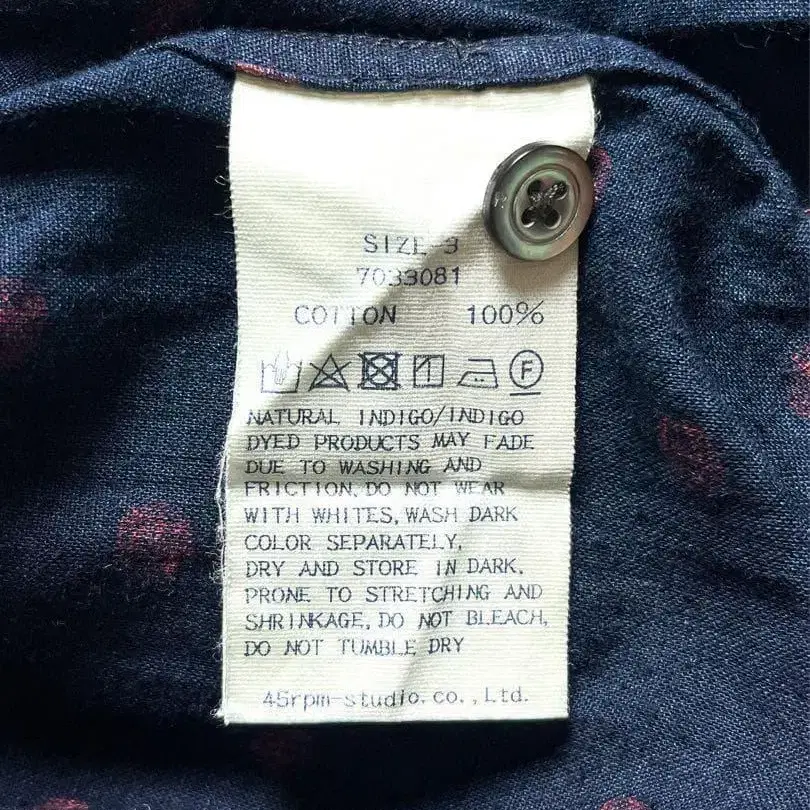 SIZE 3
7033081
COTTON 100%
F
NATURAL INDIGO/INDIGO
DYED PRODUCTS MAY FADE
DUE TO WASHING AND
FRICTION, DO NOT WEAR
WITH WHITES, WASH DARK
COLOR SEPARATELY,
DRY AND STORE IN DARK.
PRONE TO STRETCHING AND
SHRINKAGE, DO NOT BLEACH,
DO NOT TUMBLE DRY
45rpm-studio.co.,Ltd.